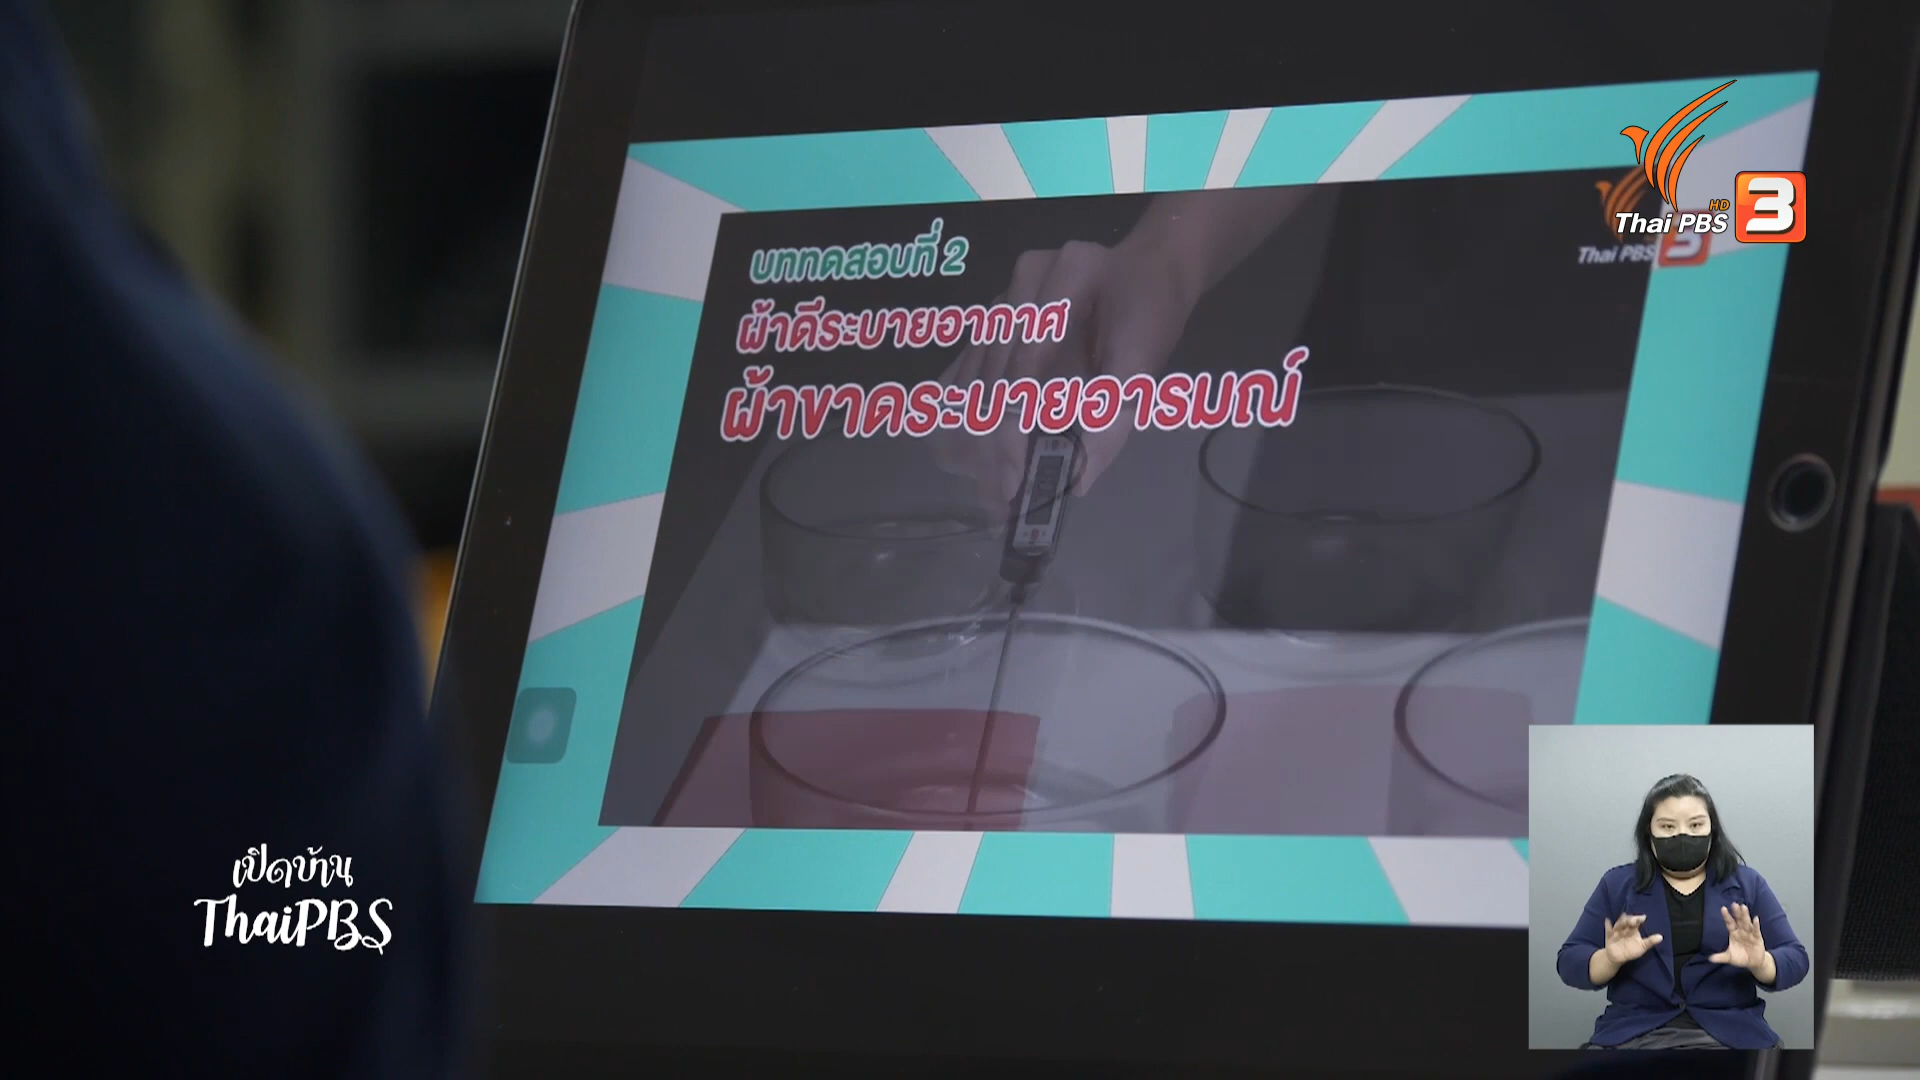 บททดสอบที่ 2
ผ้าดีระบายอากาศ
ผ้าขาดระบายอารมณ์
Thai PBS
3
HD
Thai PBS
3
เปิดบ้าน
ThaiPBS